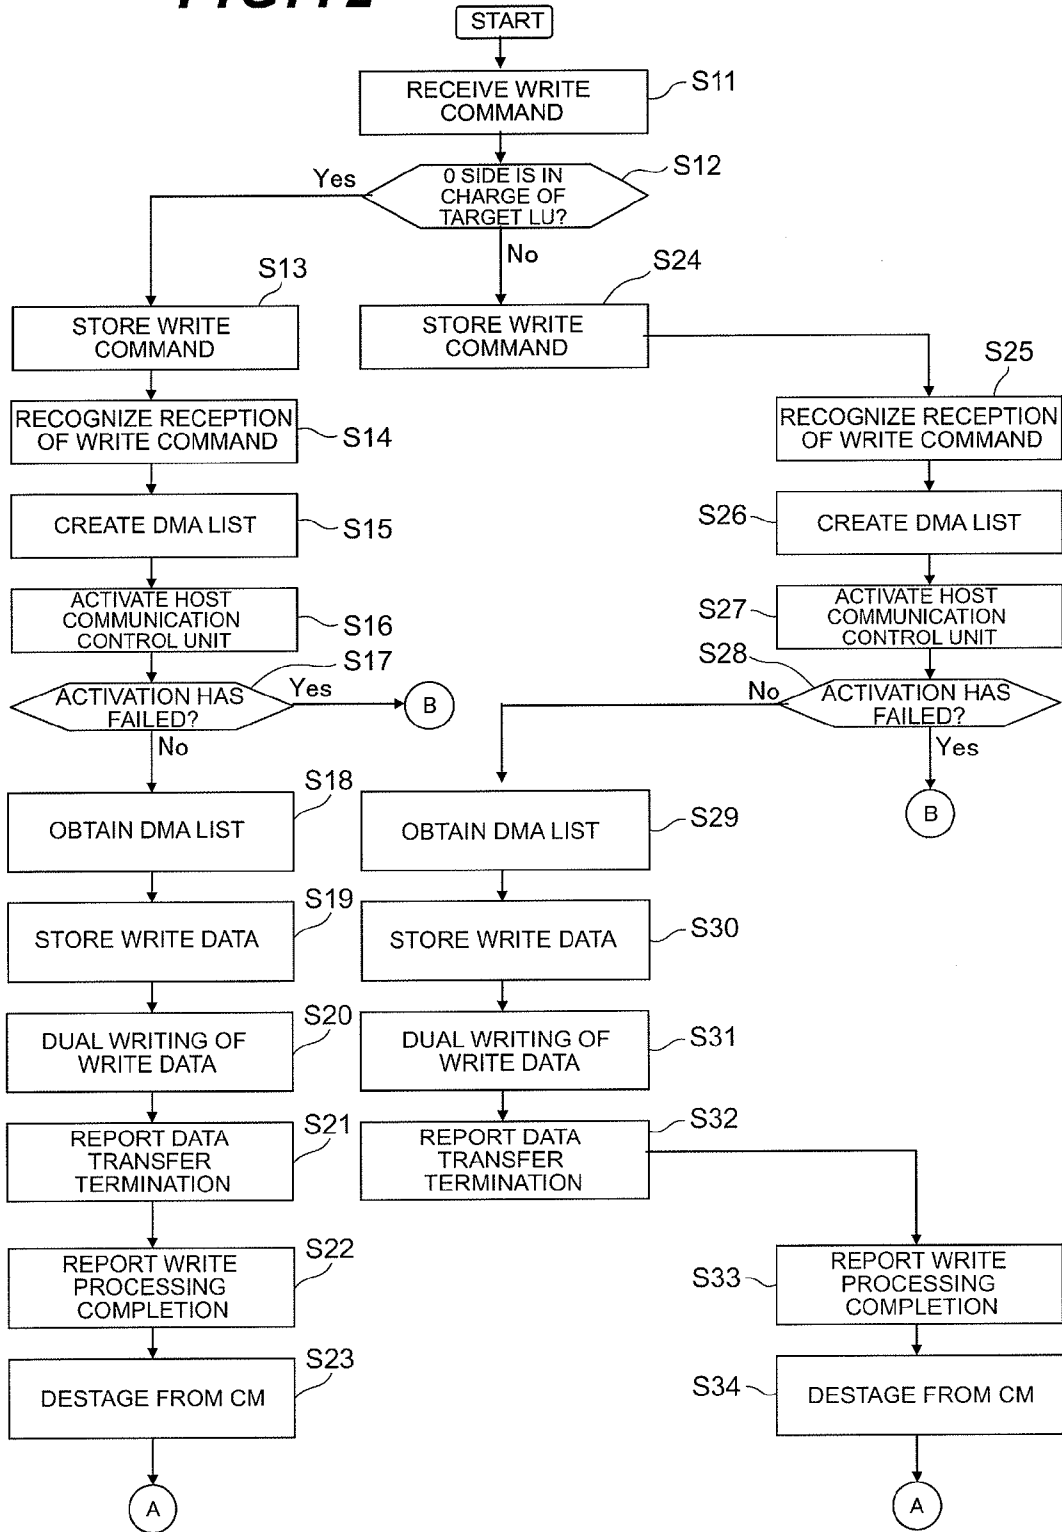 START
RECEIVE WRITE
COMMAND
S11
0 SIDE IS IN
CHARGE OF
TARGET LU?
S12
Yes
No
S13
STORE WRITE
COMMAND
S24
STORE WRITE
COMMAND
S25
RECOGNIZE RECEPTION
OF WRITE COMMAND
S14
RECOGNIZE RECEPTION
OF WRITE COMMAND
CREATE DMA LIST
S15
S26
CREATE DMA LIST
ACTIVATE HOST
COMMUNICATION
CONTROL UNIT
S16
S27
ACTIVATE HOST
COMMUNICATION
CONTROL UNIT
S17
ACTIVATION HAS
FAILED?
Yes
B
No
S28
ACTIVATION HAS
FAILED?
No
Yes
B
S18
OBTAIN DMA LIST
OBTAIN DMA LIST
S29
S19
STORE WRITE DATA
STORE WRITE DATA
S30
S20
DUAL WRITING OF
WRITE DATA
DUAL WRITING OF
WRITE DATA
S31
S21
REPORT DATA
TRANSFER
TERMINATION
REPORT DATA
TRANSFER
TERMINATION
S32
S22
REPORT WRITE
PROCESSING
COMPLETION
S33
REPORT WRITE
PROCESSING
COMPLETION
S23
DESTAGE FROM CM
S34
DESTAGE FROM CM
A
A